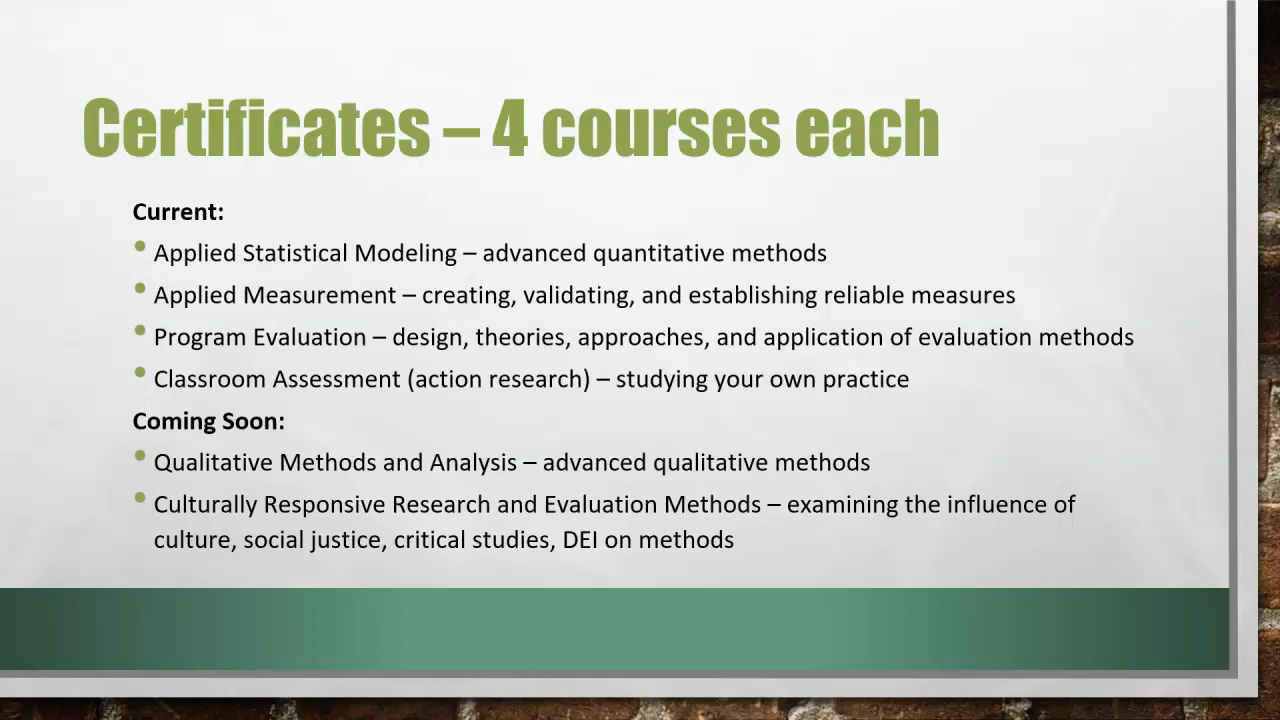 Certificates – 4 courses each
Current:
Applied Statistical Modeling – advanced quantitative methods
Applied Measurement – creating, validating, and establishing reliable measures
Program Evaluation – design, theories, approaches, and application of evaluation methods
Classroom Assessment (action research) – studying your own practice
Coming Soon:
Qualitative Methods and Analysis – advanced qualitative methods
Culturally Responsive Research and Evaluation Methods – examining the influence of
culture, social justice, critical studies, DEI on methods